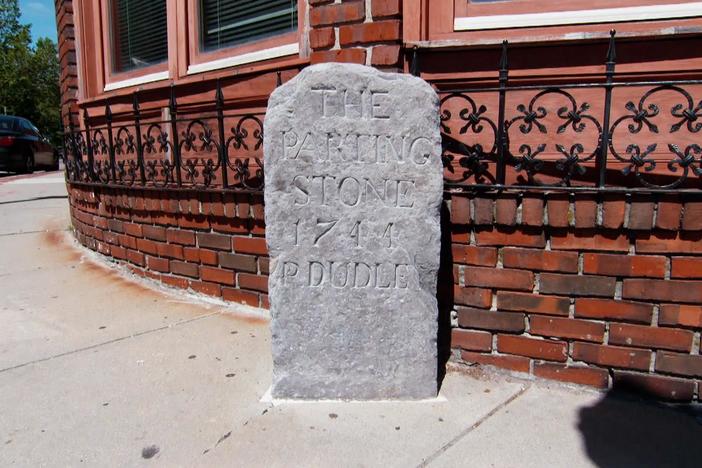 THE
PARTING
STONE
1744
P. DUDLEY